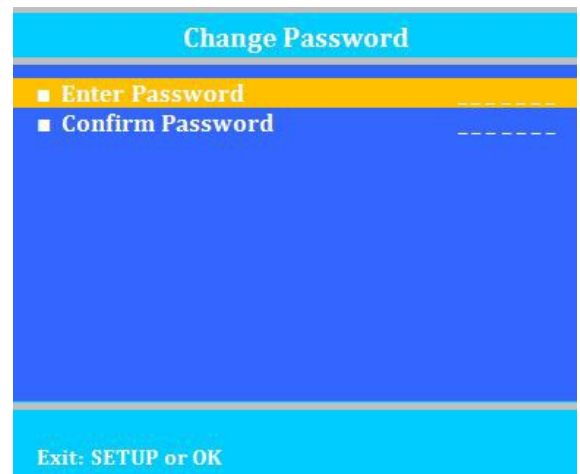 Change Password
■ Enter Password _ _ _ _ _ _ _
■ Confirm Password _ _ _ _ _ _ _
Exit: SETUP or OK